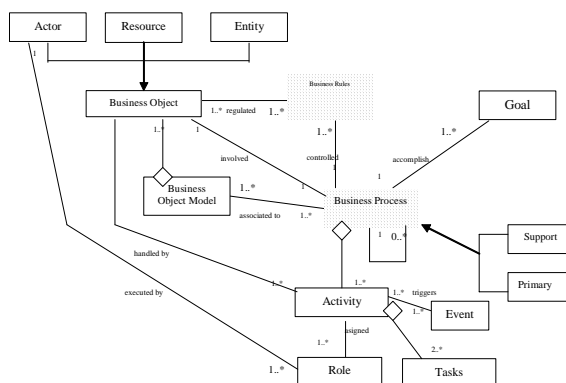 Actor
Resource
Entity
1
Business Object
1..* regulated
1..*
Business Rules
Goal
1..*
1
1..*
1..*
involved
controlled
1
accomplish
1
Business
Object Model
1..*
1
associated to
1..*
Business Process
1
0..*
Support
Primary
handled by
1..*
1..*
executed by
Activity
1..*
triggers
1..*
Event
asigned
1..*
2..*
1..*
Role
Tasks